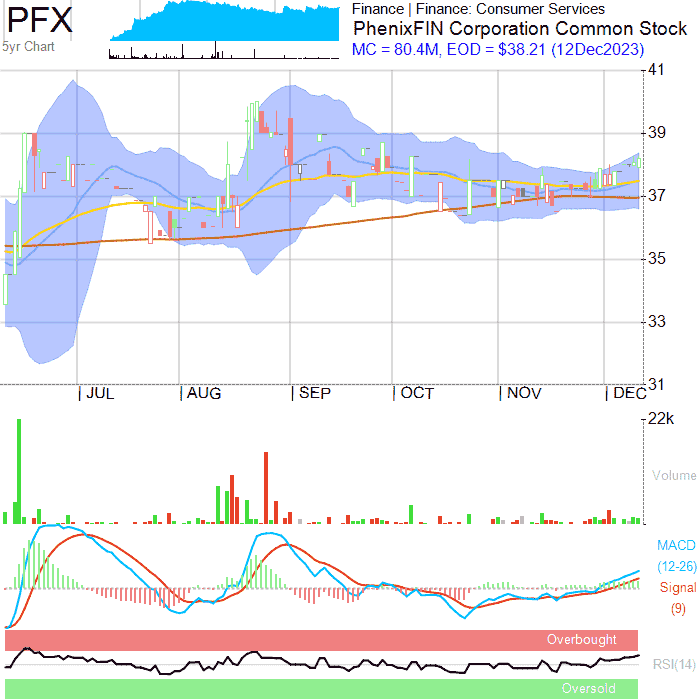 PFX
5yr Chart
Finance | Finance: Consumer Services
PhenixFIN Corporation Common Stock
MC = 80.4M, EOD = $38.21 (12Dec2023)
41
39
37
35
33
31
| JUL | AUG | SEP | OCT | NOV | DEC
22k
Volume
MACD
(12-26)
Signal
(9)
Overbought
RSI(14)
Oversold